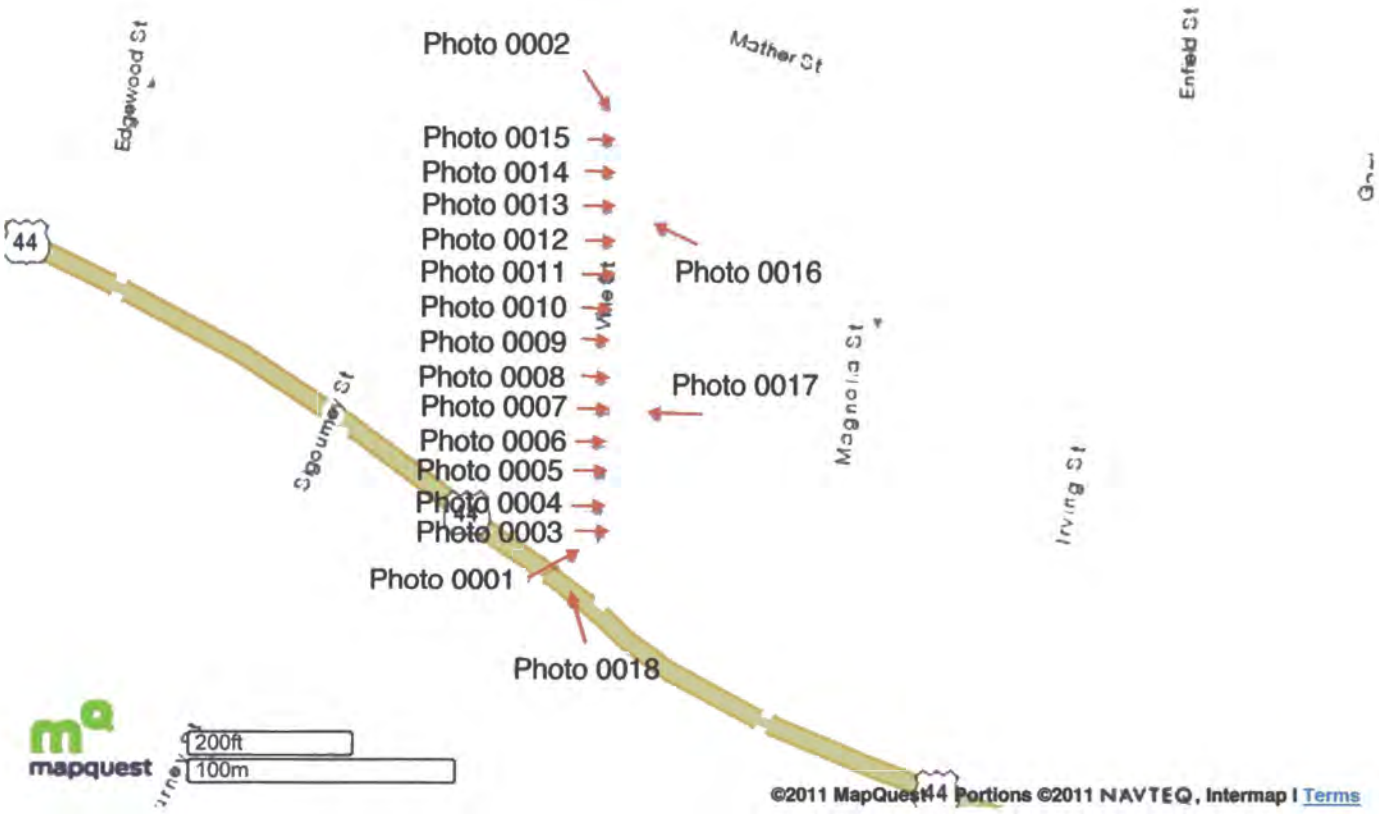 Edgewood St
Photo 0002
Mather St
Enfield St
Photo 0015
Photo 0014
Photo 0013
44
Photo 0012
Photo 0016
Photo 0011
Vine St
Photo 0010
Photo 0009
Magnolia St
Photo 0008
Photo 0017
Photo 0007
Sigourney St
Photo 0006
Photo 0005
Irving St
Photo 0004
44
Photo 0003
Photo 0001
Photo 0018
mq
mapquest
200ft
100m
44
©2011 MapQuest Portions ©2011 NAVTEQ, Intermap | Terms